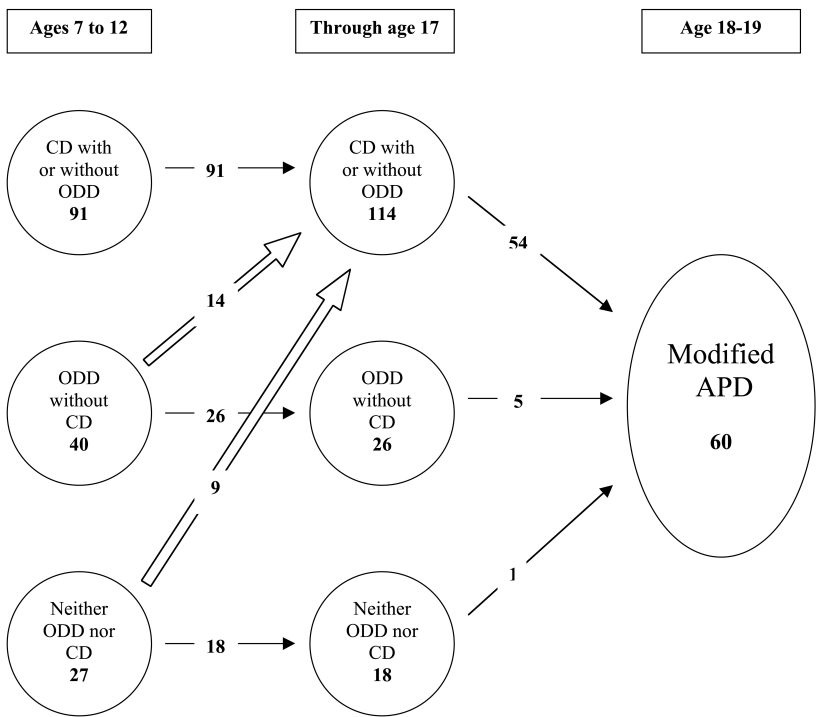 Ages 7 to 12
Through age 17
Age 18-19
CD with
or without
ODD
91
91
CD with
or without
ODD
114
54
14
ODD
without
CD
40
26
ODD
without
CD
26
5
Modified
APD
60
9
Neither
ODD nor
CD
27
18
Neither
ODD nor
CD
18
1